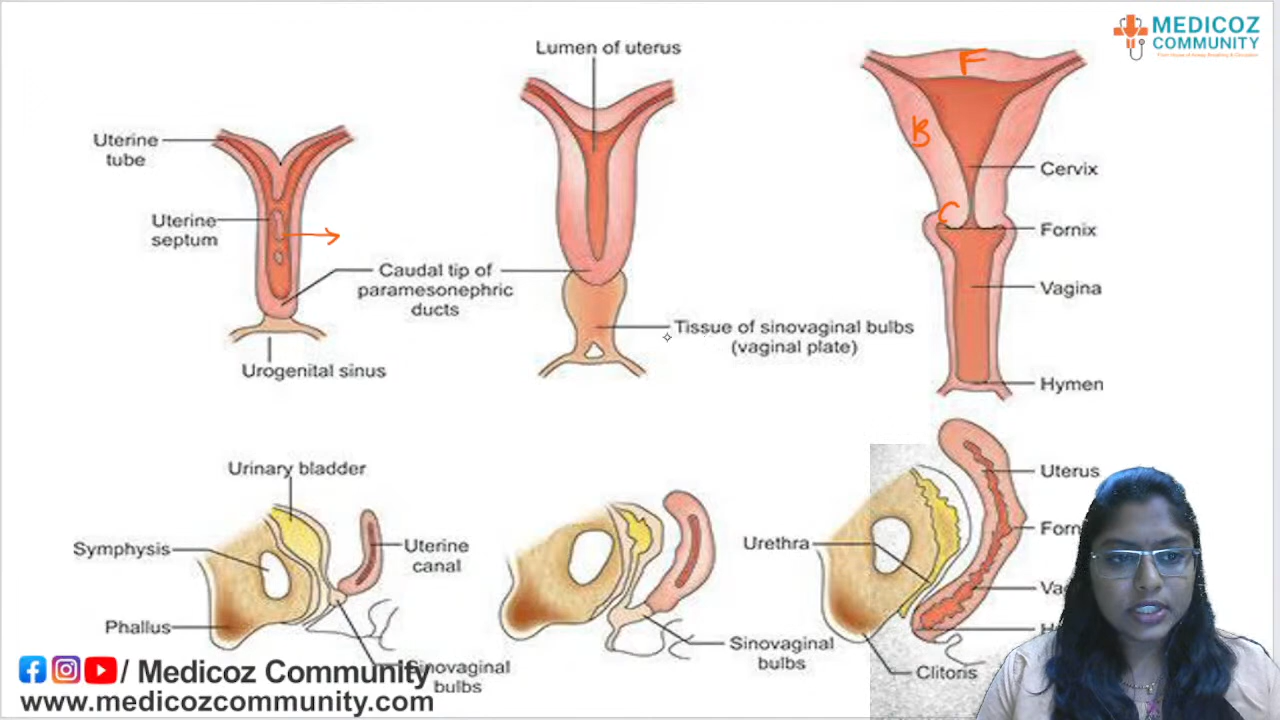 MEDICOZ
COMMUNITY
Lumen of uterus
F
Uterine
tube
B
Cervix
Uterine
septum
C
Fornix
Caudal tip of
paramesonephric
ducts
Vagina
Tissue of sinovaginal bulbs
(vaginal plate)
Urogenital sinus
Hymen
Urinary bladder
Uterus
Symphysis
Uterine
canal
Urethra
Phallus
Sinovaginal
bulbs
Clitoris
Sinovaginal
bulbs
/ Medicoz Community
www.medicozcommunity.com